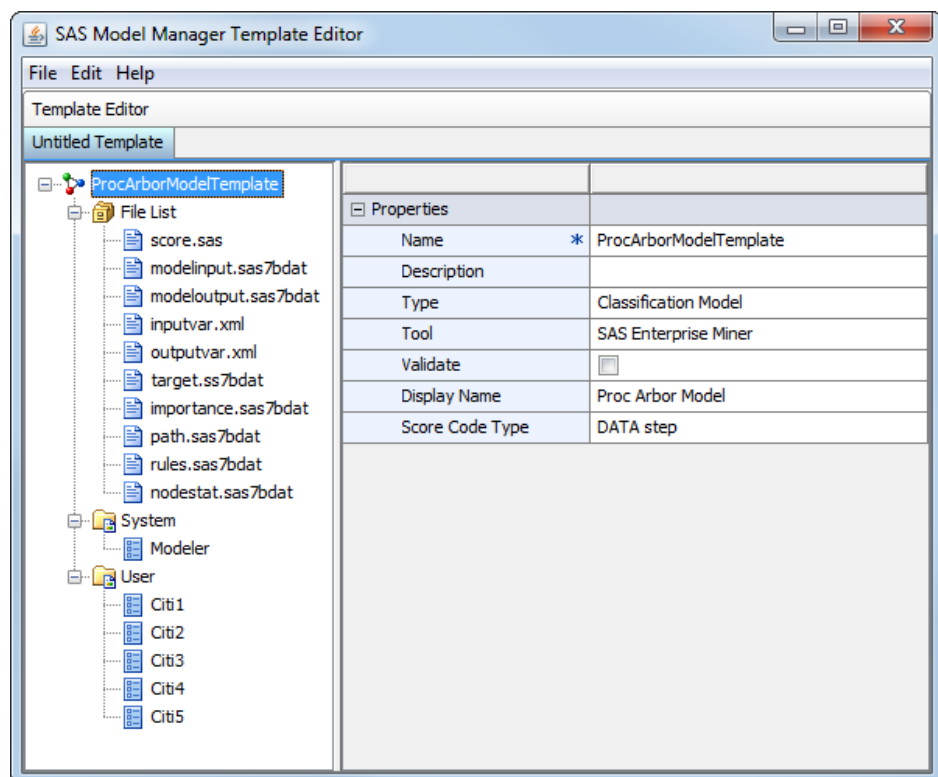 SAS Model Manager Template Editor
File Edit Help
Template Editor
Untitled Template
ProcArborModelTemplate
File List
score.sas
modelinput.sas7bdat
modeloutput.sas7bdat
inputvar.xml
outputvar.xml
target.ss7bdat
importance.sas7bdat
path.sas7bdat
rules.sas7bdat
nodestat.sas7bdat
System
Modeler
User
Citi1
Citi2
Citi3
Citi4
Citi5
Properties
Name * ProcArborModelTemplate
Description
Type Classification Model
Tool SAS Enterprise Miner
Validate
Display Name Proc Arbor Model
Score Code Type DATA step